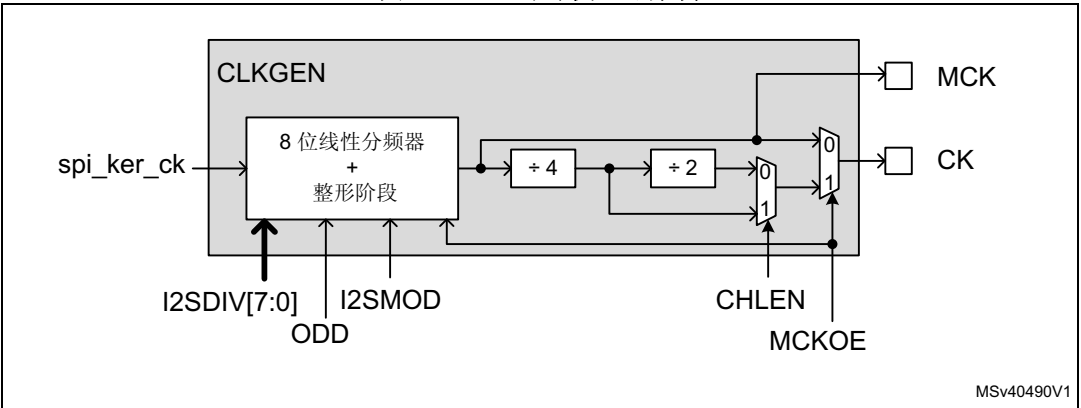 CLKGEN
MCK
8 位线性分频器
+
整形阶段
spi_ker_ck
÷ 4
÷ 2
0
1
0
1
CK
I2SDIV[7:0]
I2SMOD
ODD
CHLEN
MCKOE
MSv40490V1